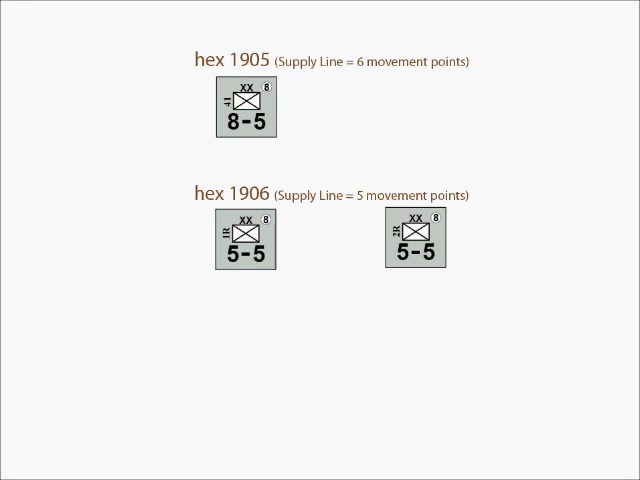 hex 1905 (Supply Line = 6 movement points)
XX 8
41
8-5
hex 1906 (Supply Line = 5 movement points)
XX 8
1R
5-5
XX 8
2R
5-5